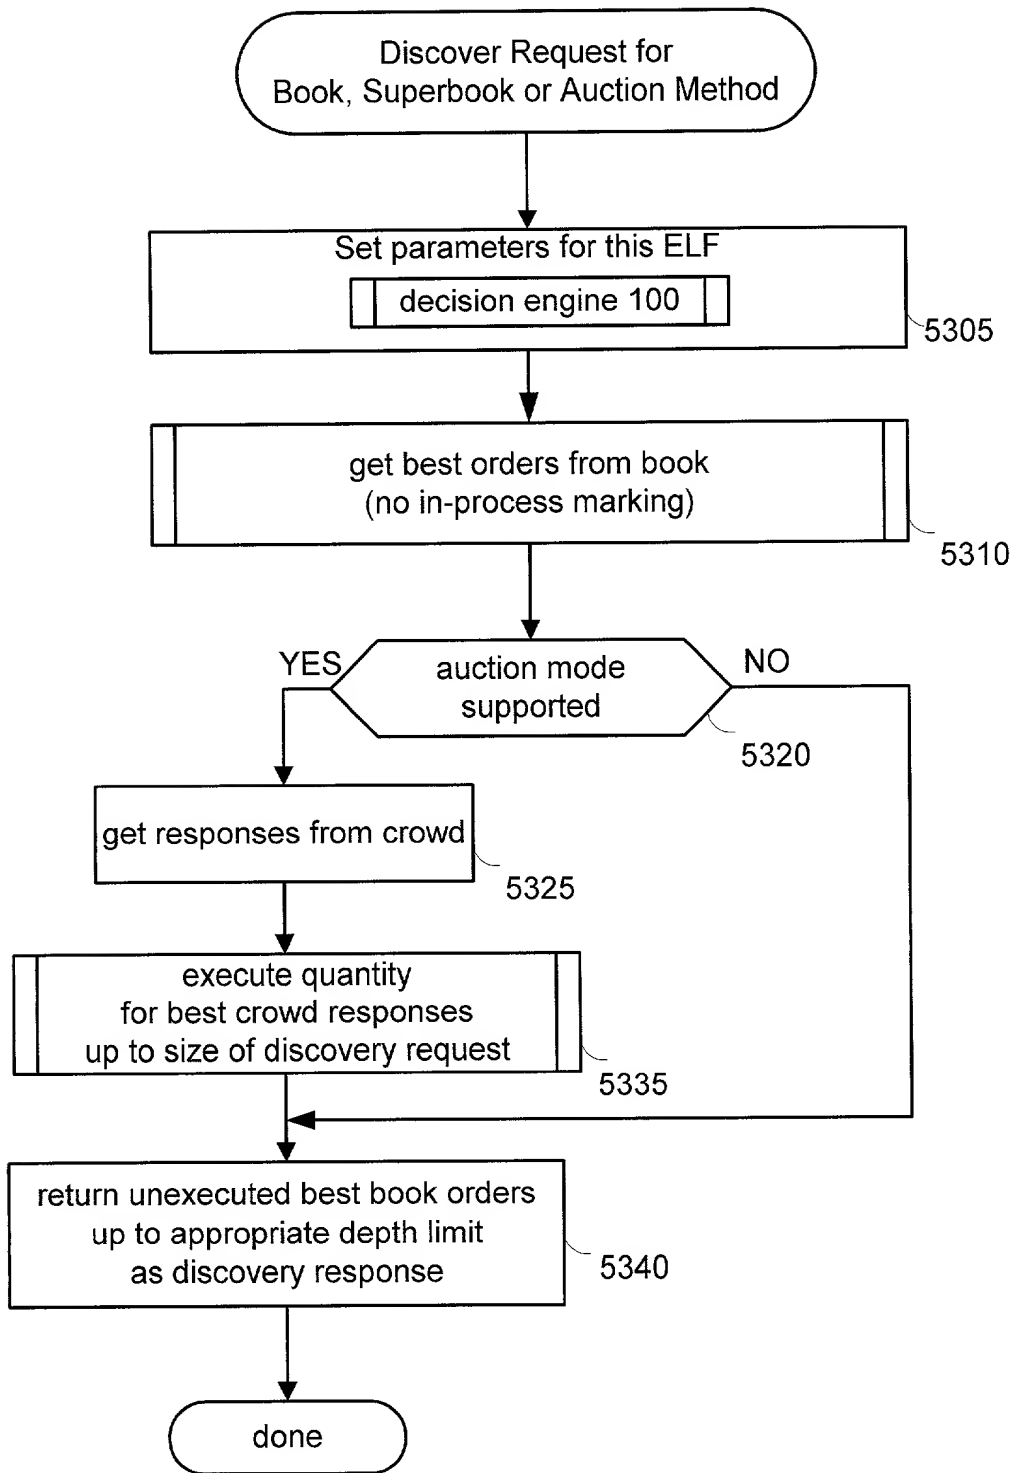 Discover Request for
Book, Superbook or Auction Method
Set parameters for this ELF
decision engine 100
5305
get best orders from book
(no in-process marking)
5310
YES
auction mode
supported
NO
5320
get responses from crowd
5325
execute quantity
for best crowd responses
up to size of discovery request
5335
return unexecuted best book orders
up to appropriate depth limit
as discovery response
5340
done